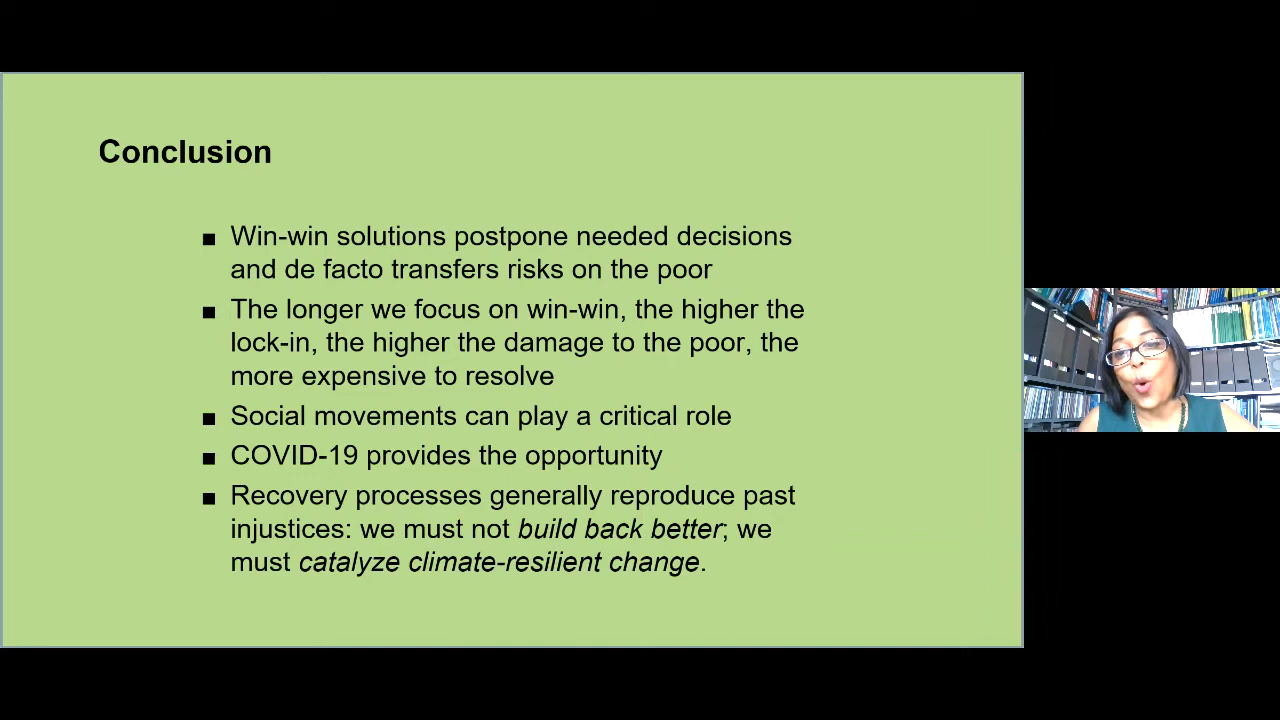 Conclusion
■ Win-win solutions postpone needed decisions
and de facto transfers risks on the poor
■ The longer we focus on win-win, the higher the
lock-in, the higher the damage to the poor, the
more expensive to resolve
■ Social movements can play a critical role
■ COVID-19 provides the opportunity
■ Recovery processes generally reproduce past
injustices: we must not build back better; we
must catalyze climate-resilient change.